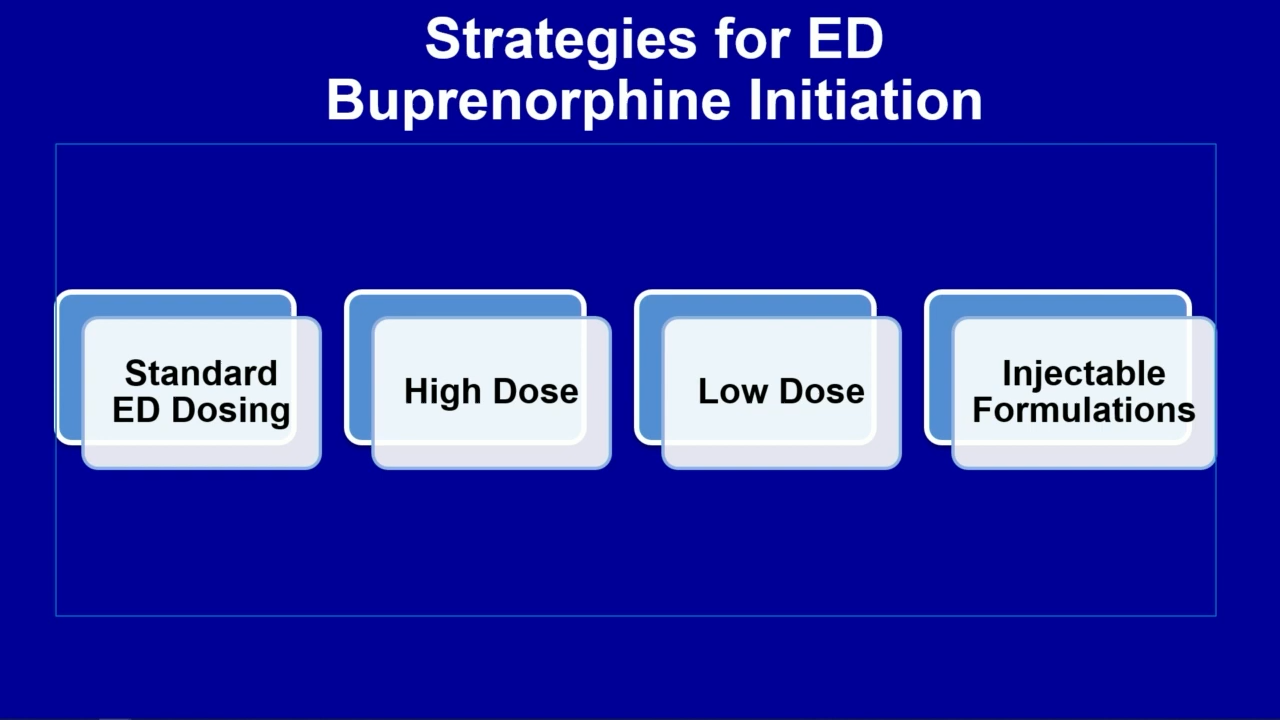 Strategies for ED
Buprenorphine Initiation
Standard
ED Dosing
High Dose
Low Dose
Injectable
Formulations